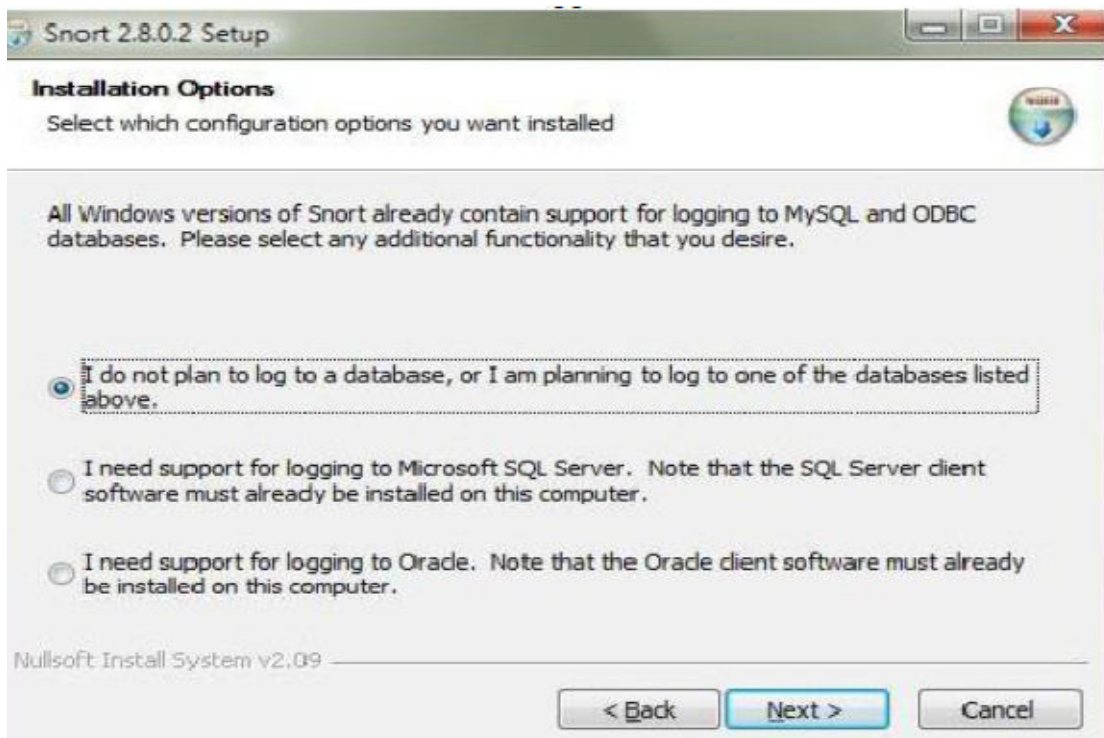 Snort 2.8.0.2 Setup
Installation Options
Select which configuration options you want installed
All Windows versions of Snort already contain support for logging to MySQL and ODBC
databases. Please select any additional functionality that you desire.
I do not plan to log to a database, or I am planning to log to one of the databases listed
above.
I need support for logging to Microsoft SQL Server. Note that the SQL Server client
software must already be installed on this computer.
I need support for logging to Oracle. Note that the Oracle client software must already
be installed on this computer.
Nullsoft Install System v2.09
< Back
Next >
Cancel